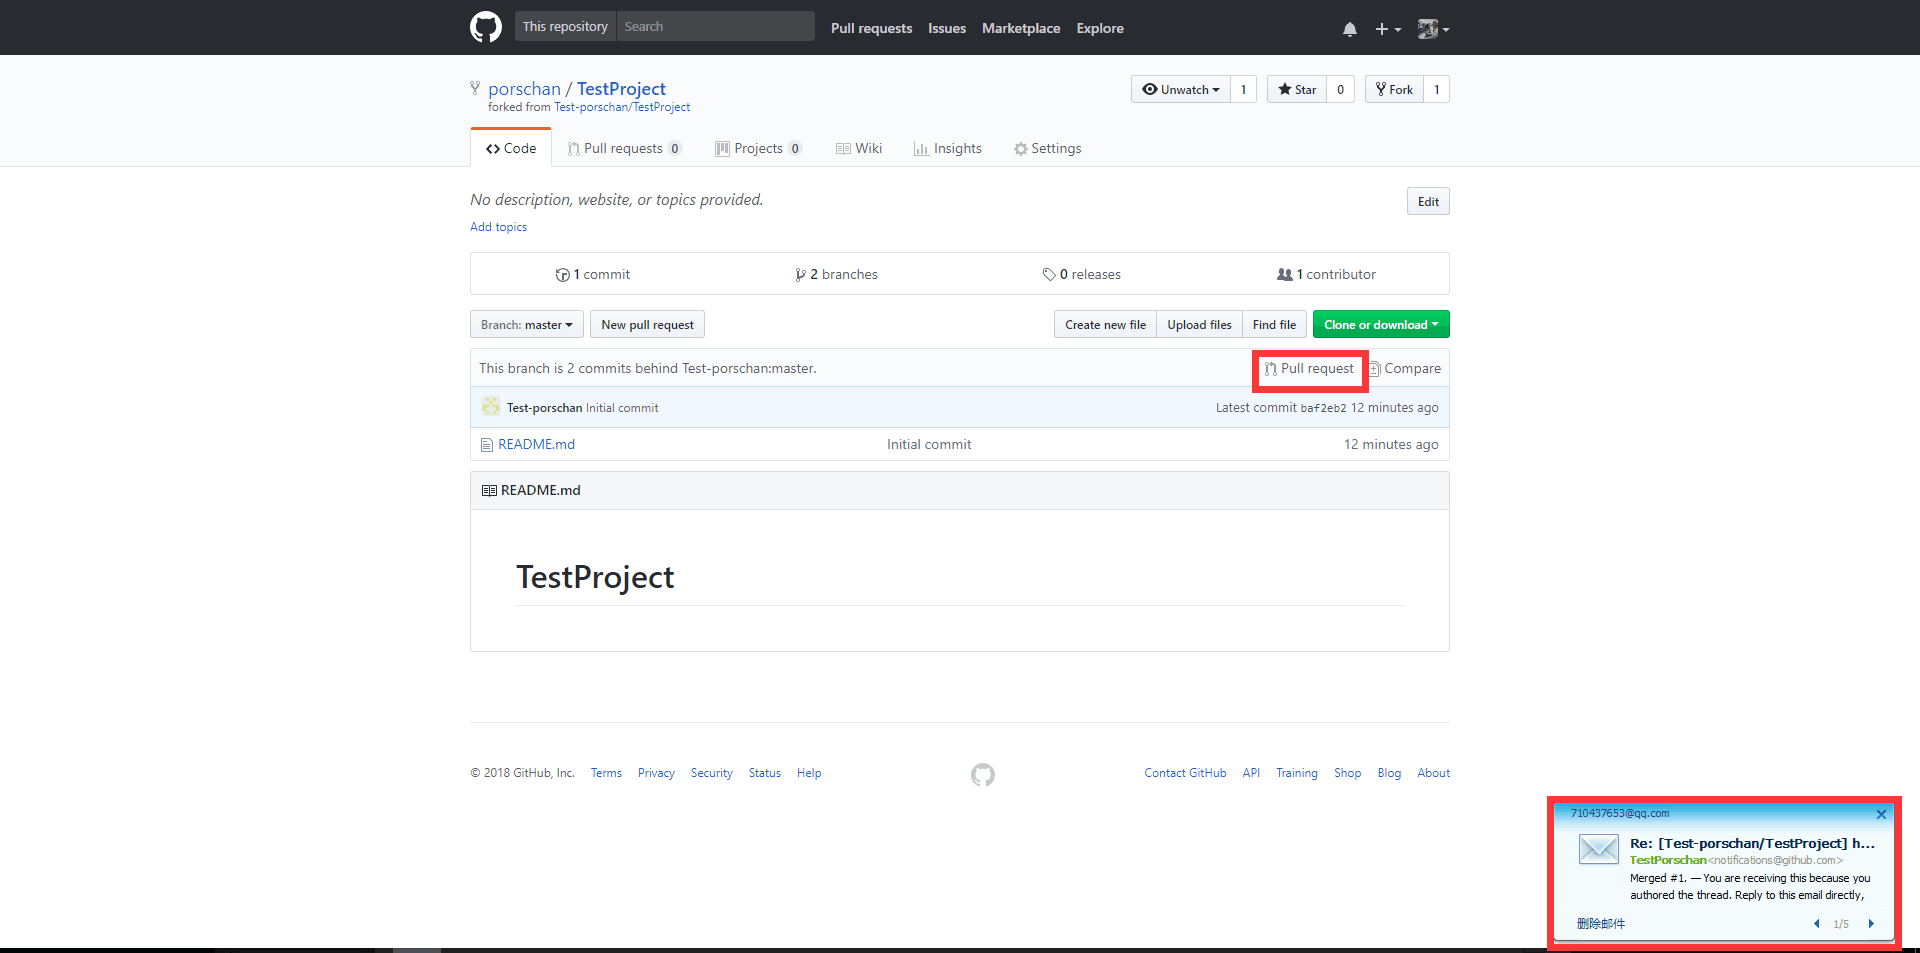 This repository Search Pull requests Issues Marketplace Explore
porschan / TestProject
Unwatch 1 Star 0 Fork 1
forked from Test-porschan/TestProject
Code Pull requests 0 Projects 0 Wiki Insights Settings
No description, website, or topics provided.
Edit
Add topics
1 commit 2 branches 0 releases 1 contributor
Branch: master New pull request Create new file Upload files Find file Clone or download
This branch is 2 commits behind Test-porschan:master. Pull request Compare
Test-porschan Initial commit Latest commit baf2eb2 12 minutes ago
README.md Initial commit 12 minutes ago
README.md
TestProject
© 2018 GitHub, Inc. Terms Privacy Security Status Help Contact GitHub API Training Shop Blog About
710437653@qq.com
Re: [Test-porschan/TestProject] h...
TestPorschan<notifications@github.com>
Merged #1. — You are receiving this because you
authored the thread. Reply to this email directly,
删除邮件 1/5